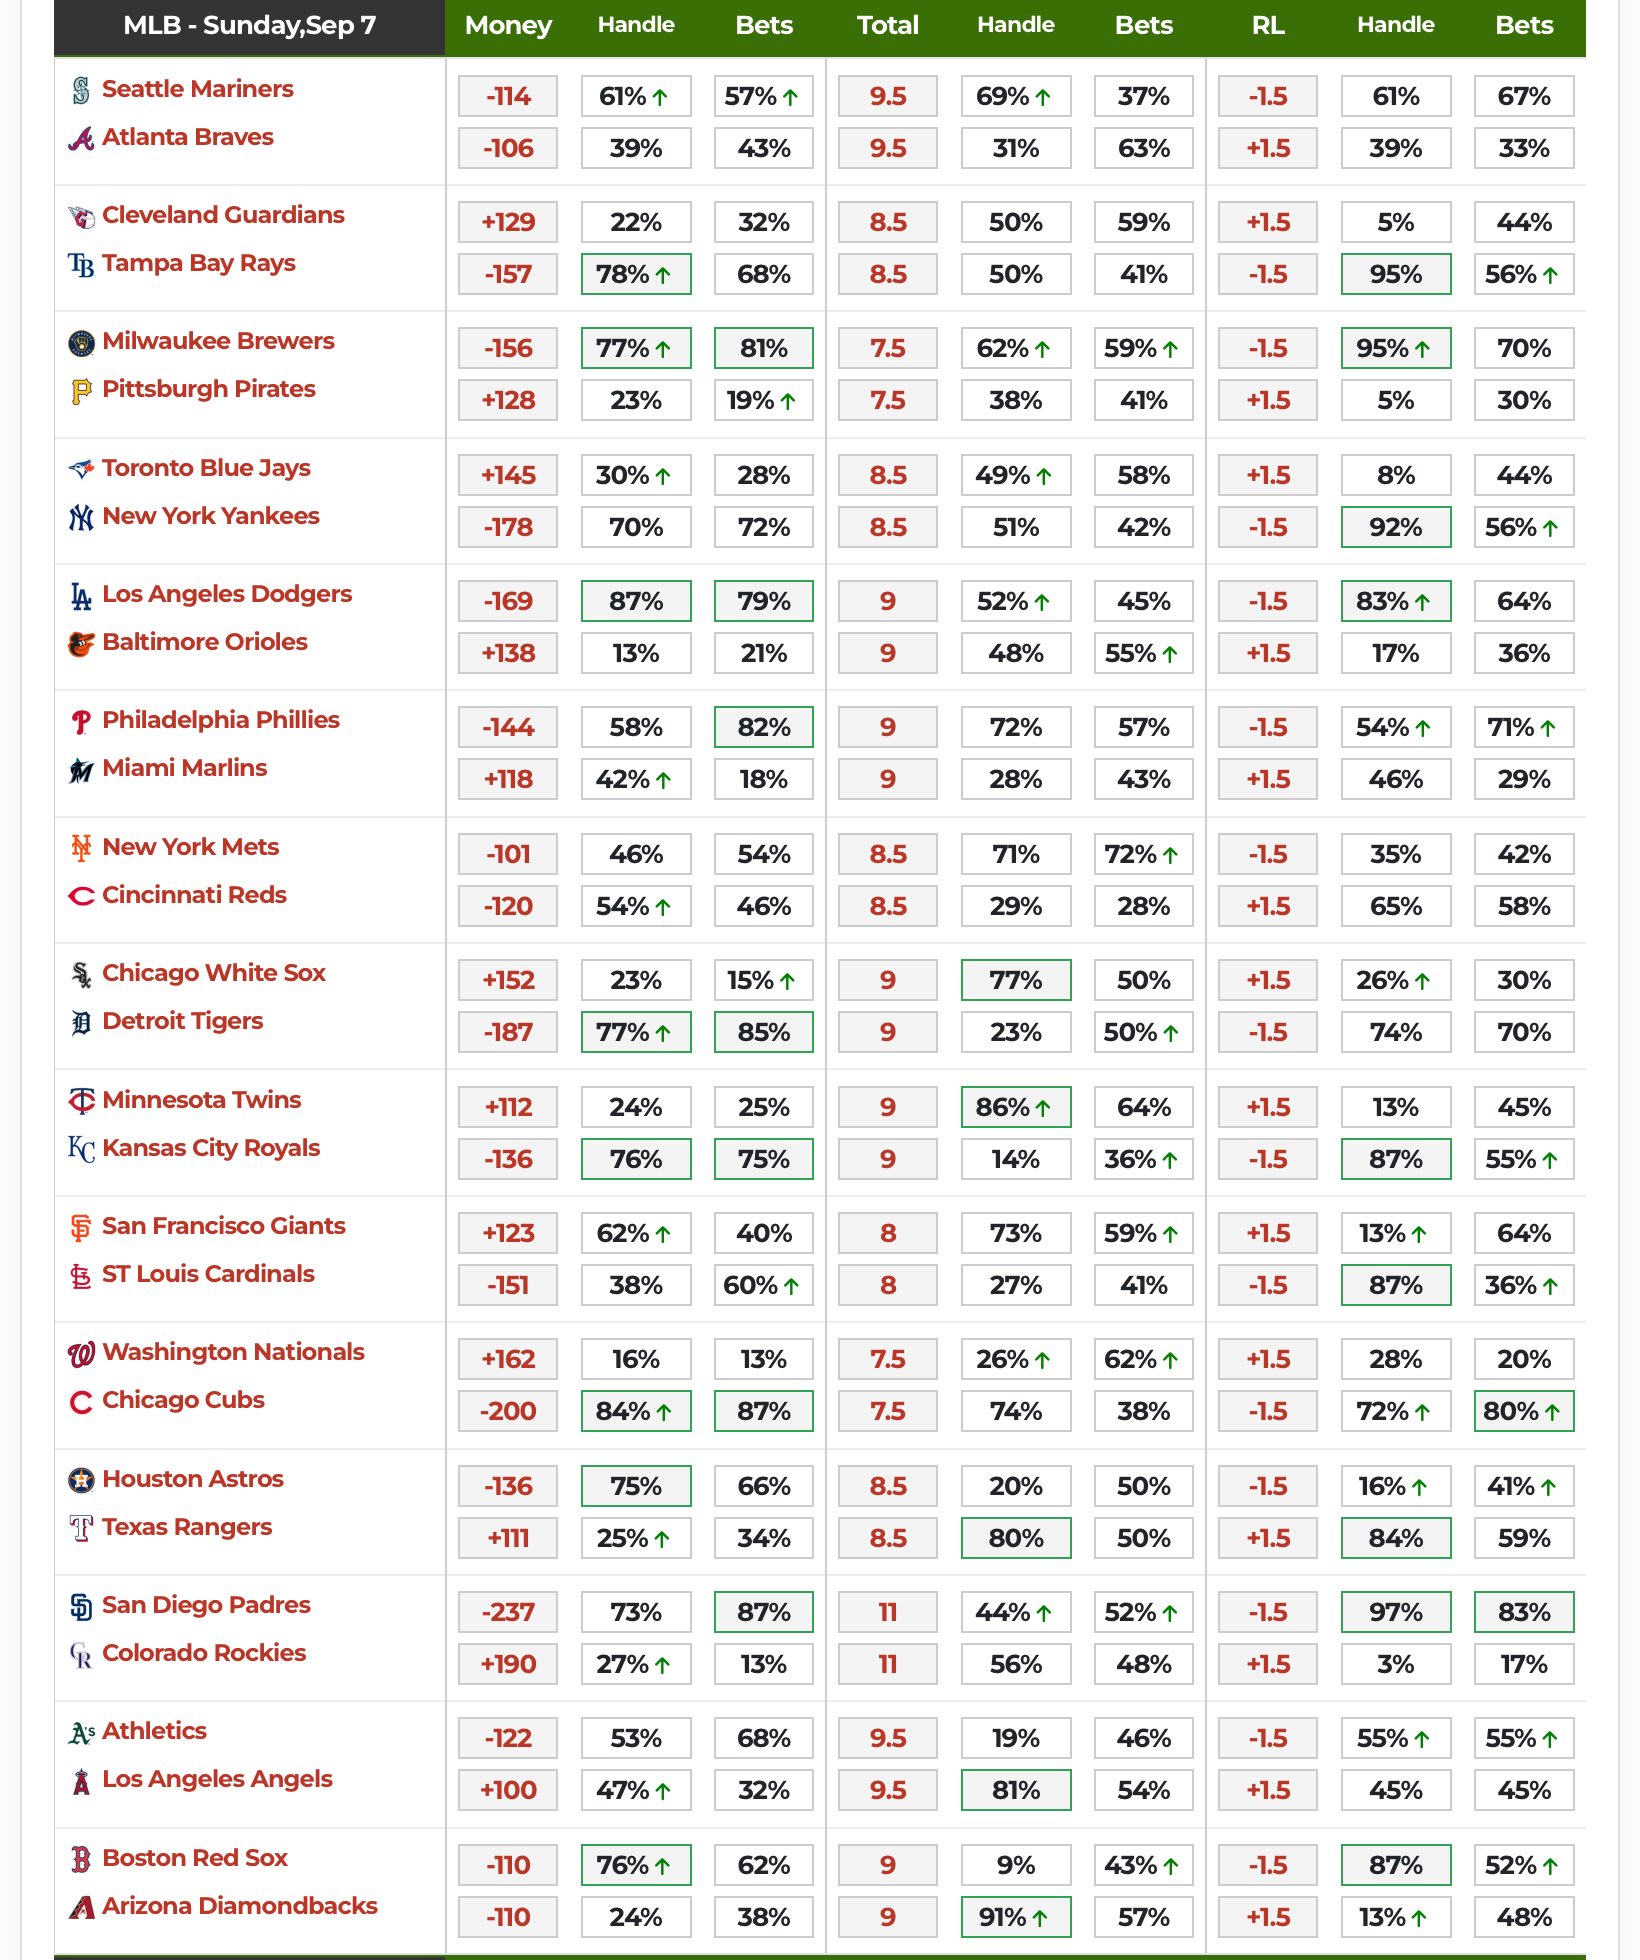 MLB - Sunday,Sep 7 Money Handle Bets Total Handle Bets RL Handle Bets
Seattle Mariners -114 61% ↑ 57% ↑ 9.5 69% ↑ 37% -1.5 61% 67%
Atlanta Braves -106 39% 43% 9.5 31% 63% +1.5 39% 33%
Cleveland Guardians +129 22% 32% 8.5 50% 59% +1.5 5% 44%
Tampa Bay Rays -157 78% ↑ 68% 8.5 50% 41% -1.5 95% 56% ↑
Milwaukee Brewers -156 77% ↑ 81% 7.5 62% ↑ 59% ↑ -1.5 95% ↑ 70%
Pittsburgh Pirates +128 23% 19% ↑ 7.5 38% 41% +1.5 5% 30%
Toronto Blue Jays +145 30% ↑ 28% 8.5 49% ↑ 58% +1.5 8% 44%
New York Yankees -178 70% 72% 8.5 51% 42% -1.5 92% 56% ↑
Los Angeles Dodgers -169 87% 79% 9 52% ↑ 45% -1.5 83% ↑ 64%
Baltimore Orioles +138 13% 21% 9 48% 55% ↑ +1.5 17% 36%
Philadelphia Phillies -144 58% 82% 9 72% 57% -1.5 54% ↑ 71% ↑
Miami Marlins +118 42% ↑ 18% 9 28% 43% +1.5 46% 29%
New York Mets -101 46% 54% 8.5 71% 72% ↑ -1.5 35% 42%
Cincinnati Reds -120 54% ↑ 46% 8.5 29% 28% +1.5 65% 58%
Chicago White Sox +152 23% 15% ↑ 9 77% 50% +1.5 26% ↑ 30%
Detroit Tigers -187 77% ↑ 85% 9 23% 50% ↑ -1.5 74% 70%
Minnesota Twins +112 24% 25% 9 86% ↑ 64% +1.5 13% 45%
Kansas City Royals -136 76% 75% 9 14% 36% ↑ -1.5 87% 55% ↑
San Francisco Giants +123 62% ↑ 40% 8 73% 59% ↑ +1.5 13% ↑ 64%
ST Louis Cardinals -151 38% 60% ↑ 8 27% 41% -1.5 87% 36% ↑
Washington Nationals +162 16% 13% 7.5 26% ↑ 62% ↑ +1.5 28% 20%
Chicago Cubs -200 84% ↑ 87% 7.5 74% 38% -1.5 72% ↑ 80% ↑
Houston Astros -136 75% 66% 8.5 20% 50% -1.5 16% ↑ 41% ↑
Texas Rangers +111 25% ↑ 34% 8.5 80% 50% +1.5 84% 59%
San Diego Padres -237 73% 87% 11 44% ↑ 52% ↑ -1.5 97% 83%
Colorado Rockies +190 27% ↑ 13% 11 56% 48% +1.5 3% 17%
Athletics -122 53% 68% 9.5 19% 46% -1.5 55% ↑ 55% ↑
Los Angeles Angels +100 47% ↑ 32% 9.5 81% 54% +1.5 45% 45%
Boston Red Sox -110 76% ↑ 62% 9 9% 43% ↑ -1.5 87% 52% ↑
Arizona Diamondbacks -110 24% 38% 9 91% ↑ 57% +1.5 13% ↑ 48%